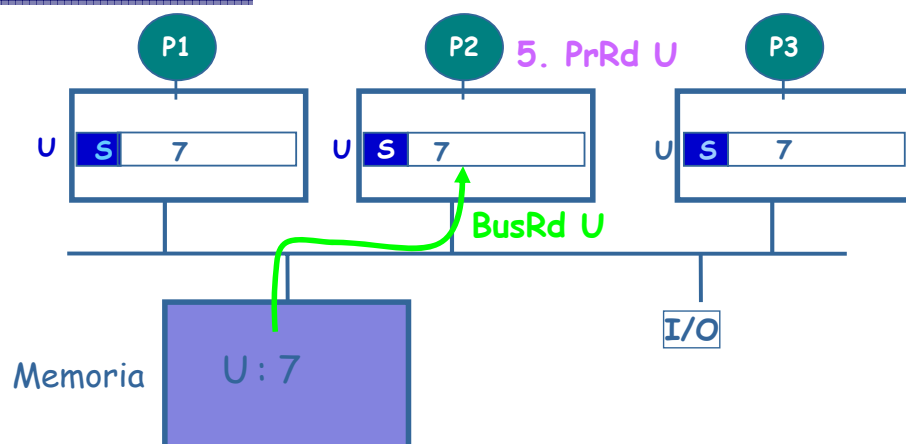 P1
P2
5. PrRd U
P3
U S 7
U S 7
U S 7
BusRd U
I/O
Memoria
U : 7